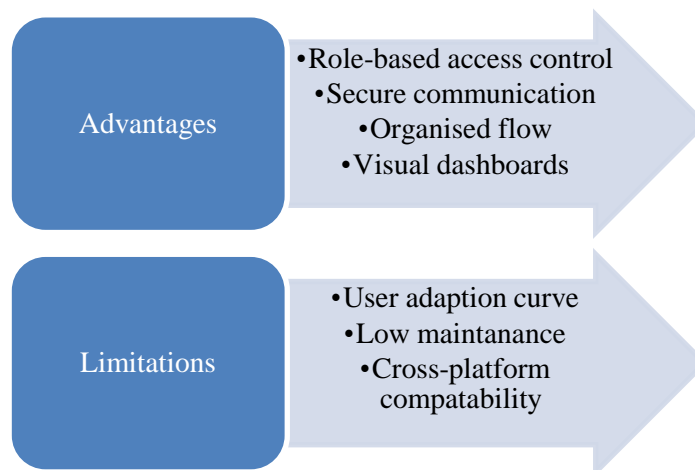 Advantages
•Role-based access control
•Secure communication
•Organised flow
•Visual dashboards
Limitations
•User adaption curve
•Low maintanance
•Cross-platform
compatability